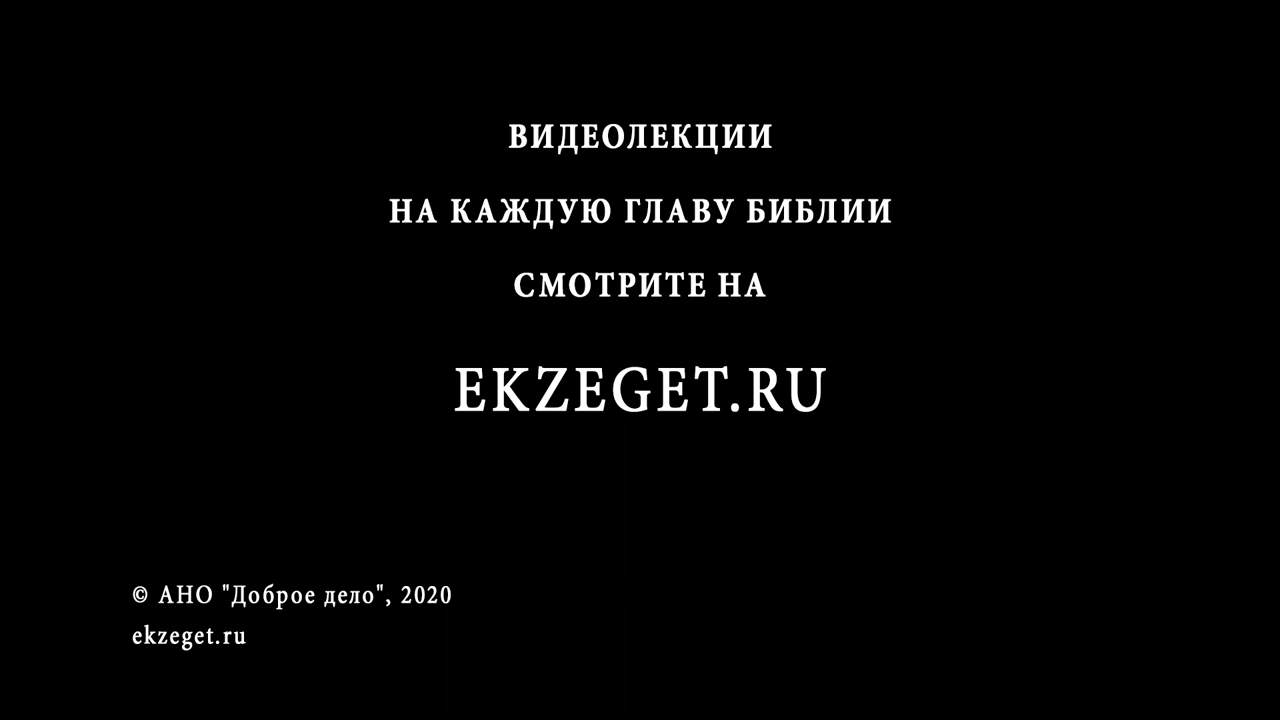 ВИДЕОЛЕКЦИИ
НА КАЖДУЮ ГЛАВУ БИБЛИИ
СМОТРИТЕ НА
EKZEGET.RU
© АНО "Доброе дело", 2020
ekzeget.ru